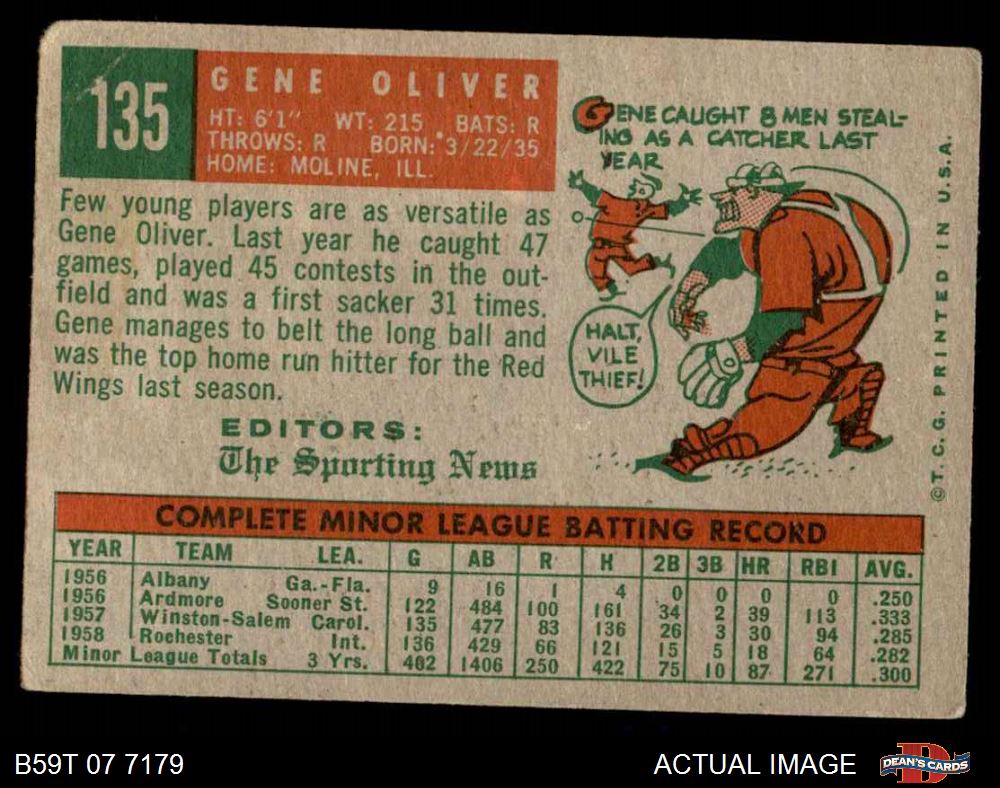 135
GENE OLIVER
HT: 6'1" WT: 215 BATS: R
THROWS: R BORN: 3/22/35
HOME: MOLINE, ILL.
Few young players are as versatile as
Gene Oliver. Last year he caught 47
games, played 45 contests in the out-
field and was a first sacker 31 times.
Gene manages to belt the long ball and
was the top home run hitter for the Red
Wings last season.
EDITORS:
The Sporting News
GENE CAUGHT 8 MEN STEAL-
ING AS A CATCHER LAST
YEAR
HALT,
VILE
THIEF!
©T.C.G. PRINTED IN U.S.A.
COMPLETE MINOR LEAGUE BATTING RECORD
YEAR TEAM LEA. G AB R H 2B 3B HR RBI AVG.
1956 Albany Ga.-Fla. 9 16 1 4 0 0 0 0 .250
1956 Ardmore Sooner St. 122 484 100 161 34 2 39 113 .333
1957 Winston-Salem Carol. 135 477 83 136 26 3 30 94 .285
1958 Rochester Int. 136 429 66 121 15 5 18 64 .282
Minor League Totals 3 Yrs. 402 1406 250 422 75 10 87 271 .300
B59T 07 7179
ACTUAL IMAGE
D
DEAN'S CARDS